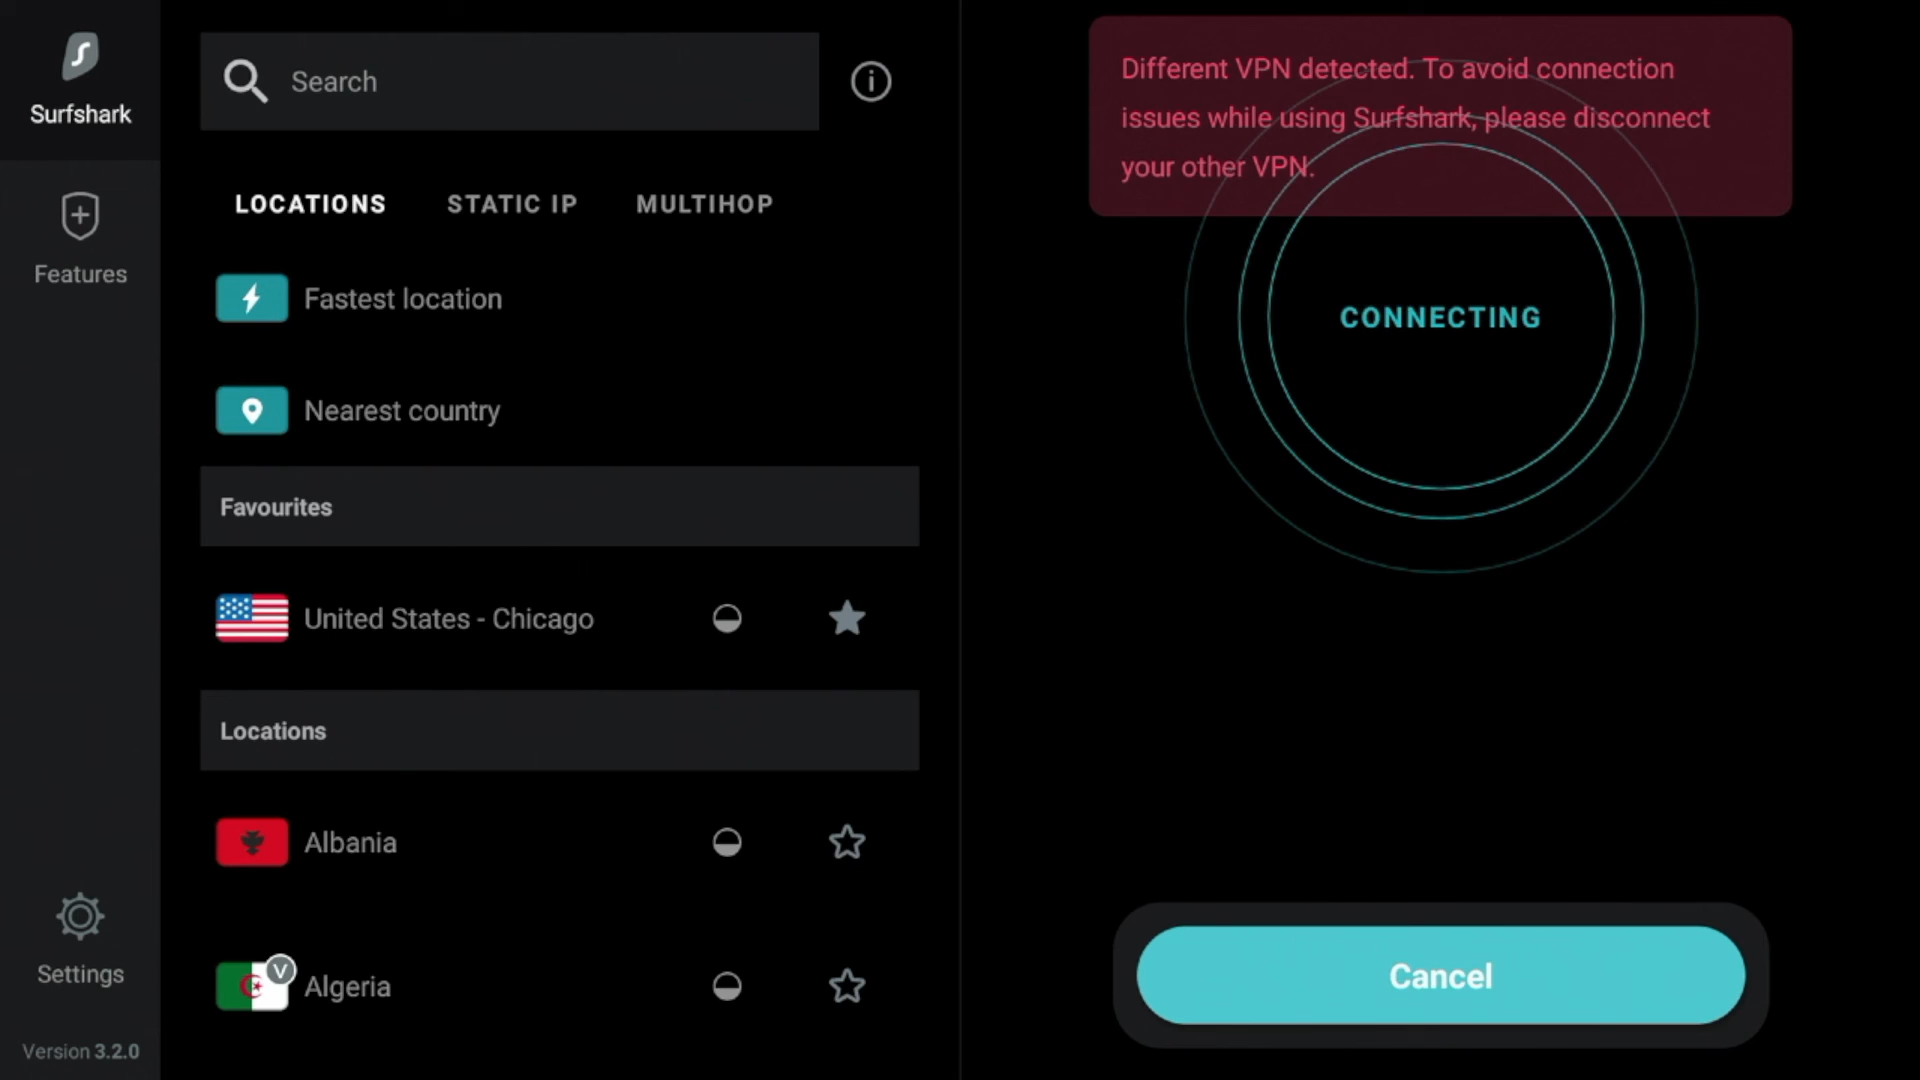 Surfshark
Features
Settings
Version 3.2.0
Search
LOCATIONS STATIC IP MULTIHOP
Fastest location
Nearest country
Favourites
United States - Chicago
Locations
Albania
V
Algeria
Different VPN detected. To avoid connection
issues while using Surfshark, please disconnect
your other VPN.
CONNECTING
Cancel